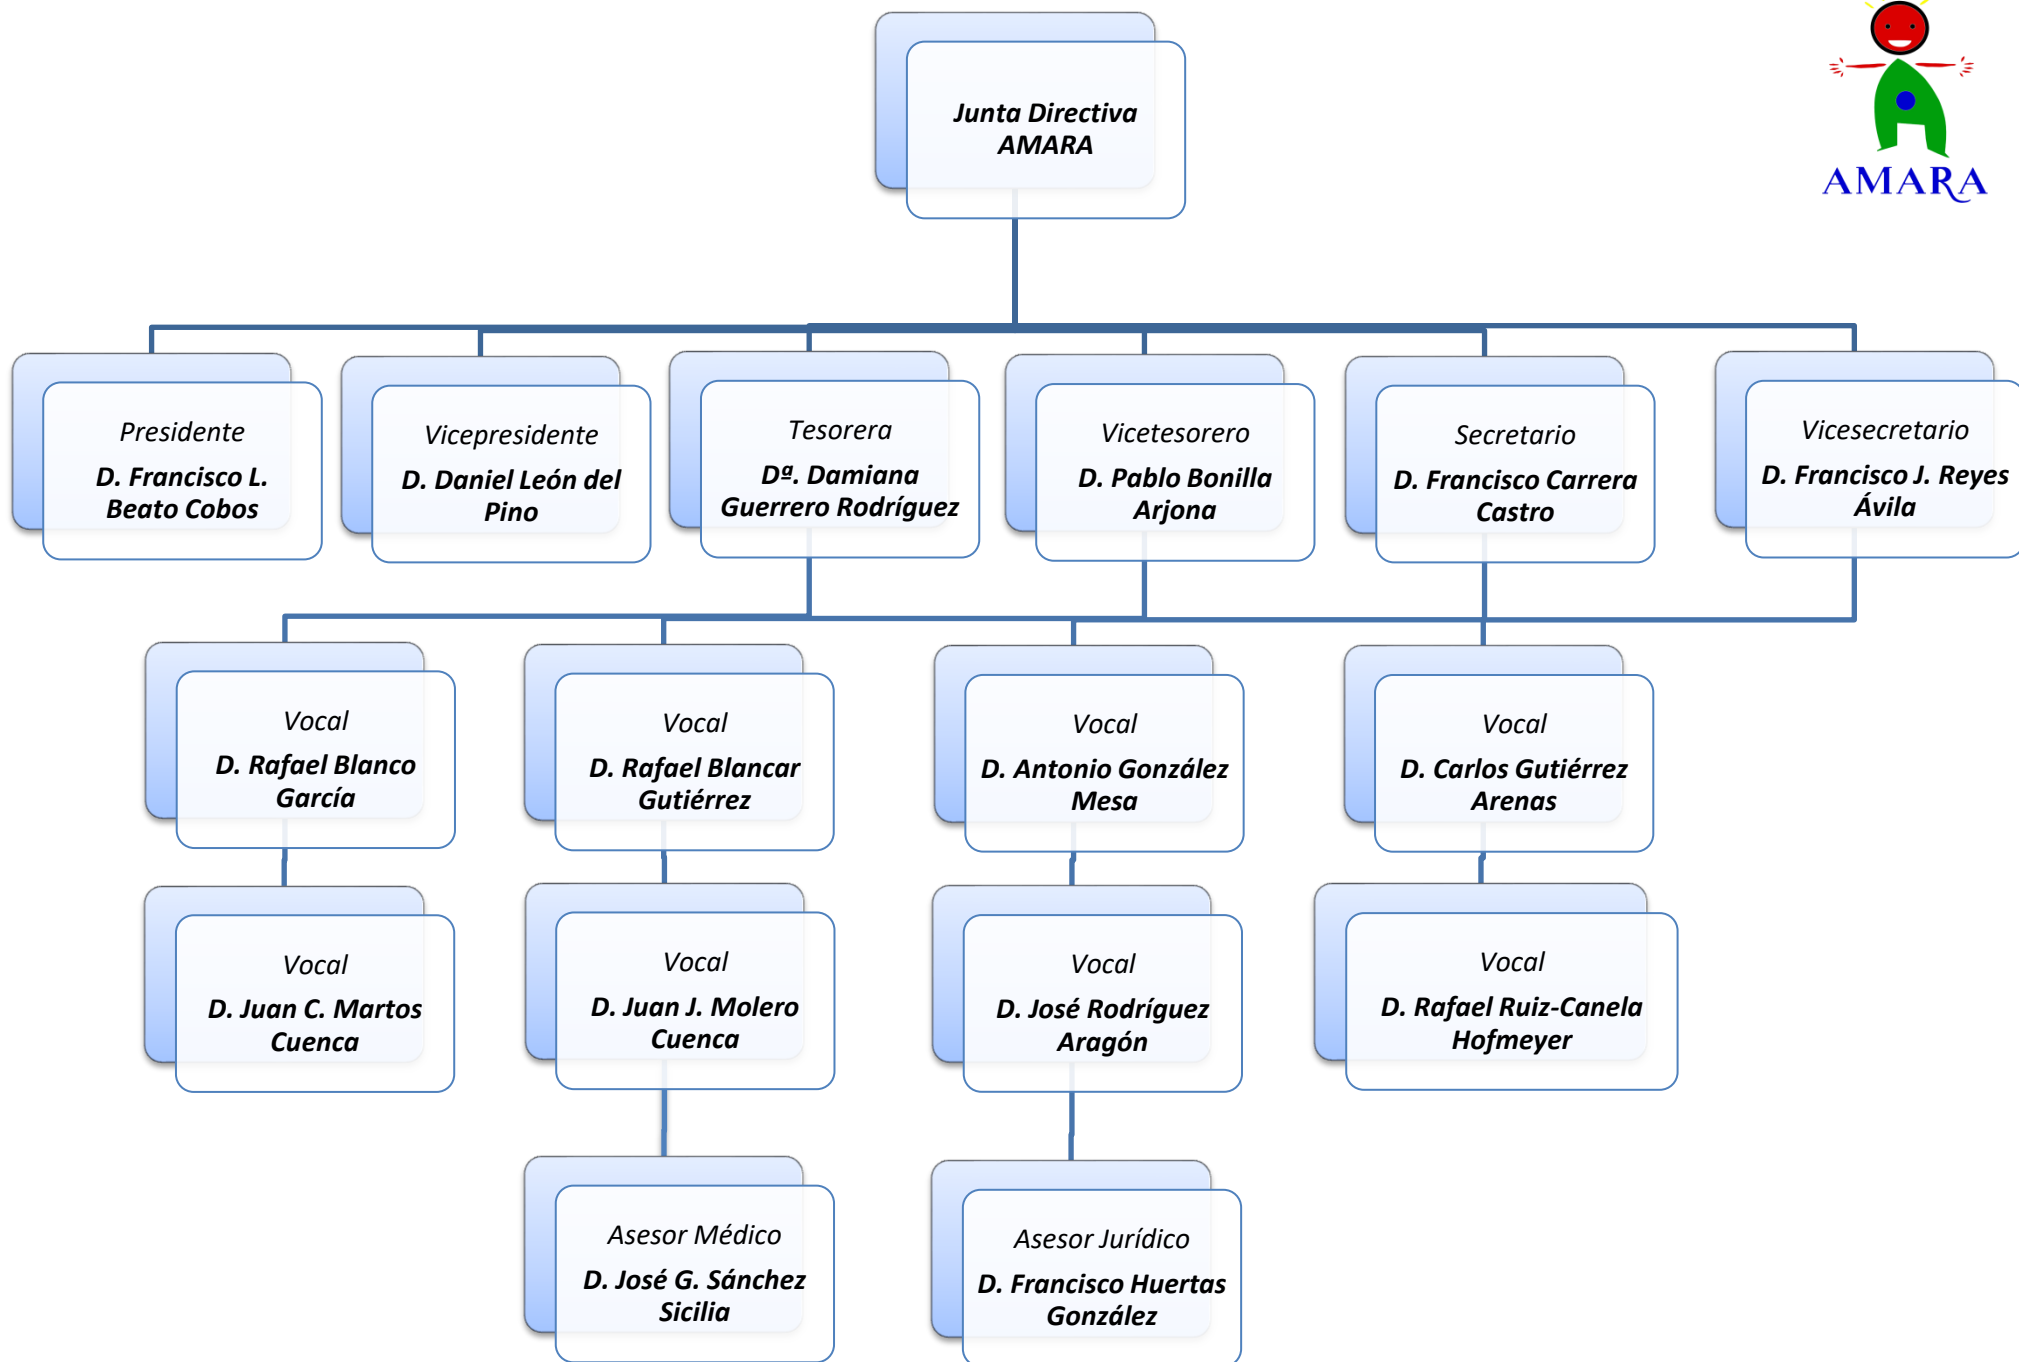 Junta Directiva
AMARA
AMARA
Presidente
D. Francisco L.
Beato Cobos
Vicepresidente
D. Daniel León del
Pino
Tesorera
Dª. Damiana
Guerrero Rodríguez
Vicetesorero
D. Pablo Bonilla
Arjona
Secretario
D. Francisco Carrera
Castro
Vicesecretario
D. Francisco J. Reyes
Ávila
Vocal
D. Rafael Blanco
García
Vocal
D. Rafael Blancar
Gutiérrez
Vocal
D. Antonio González
Mesa
Vocal
D. Carlos Gutiérrez
Arenas
Vocal
D. Juan C. Martos
Cuenca
Vocal
D. Juan J. Molero
Cuenca
Vocal
D. José Rodríguez
Aragón
Vocal
D. Rafael Ruiz-Canela
Hofmeyer
Asesor Médico
D. José G. Sánchez
Sicilia
Asesor Jurídico
D. Francisco Huertas
González